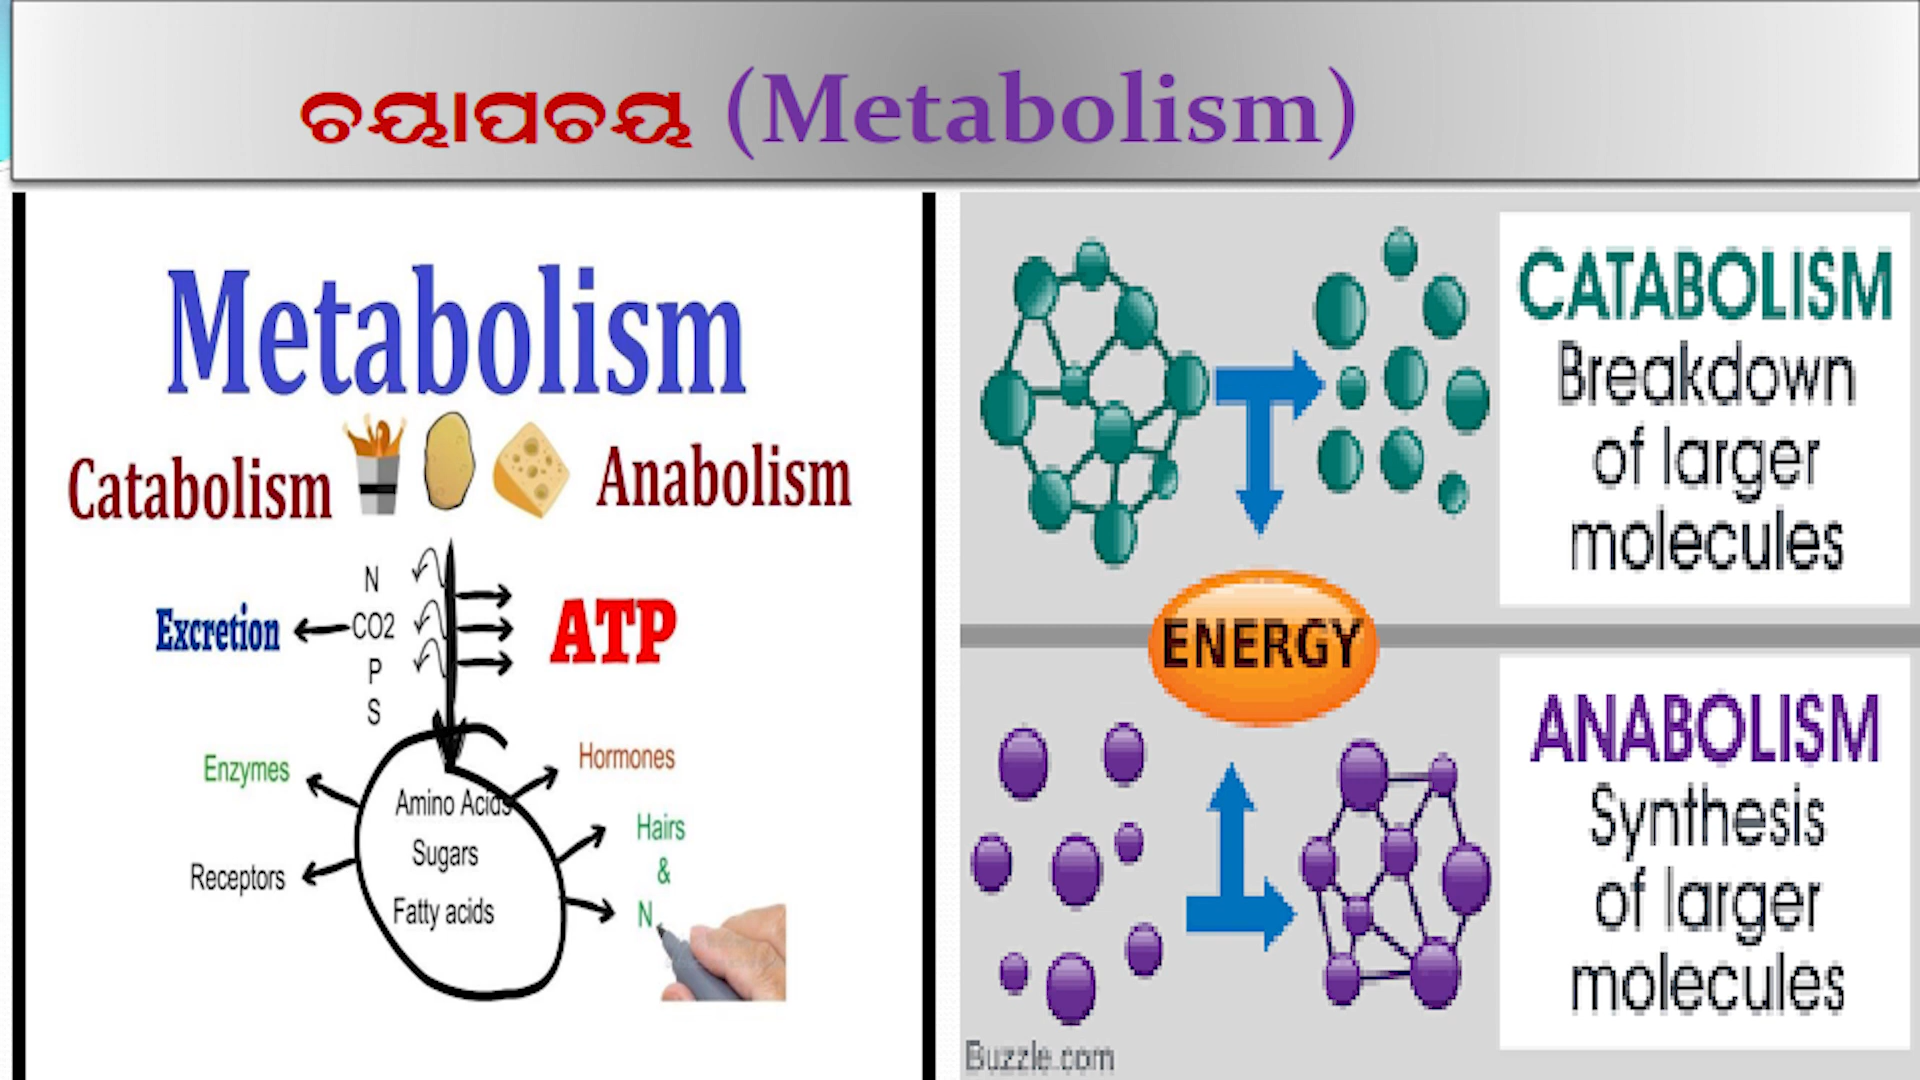 ଚୟାପଚୟ (Metabolism)
Metabolism
Catabolism
Anabolism
N
CO2
P
S
Excretion
ATP
Enzymes
Receptors
Amino Acids
Sugars
Fatty acids
Hormones
Hairs
&
N
CATABOLISM
Breakdown
of larger
molecules
ENERGY
ANABOLISM
Synthesis
of larger
molecules
Buzzle.com